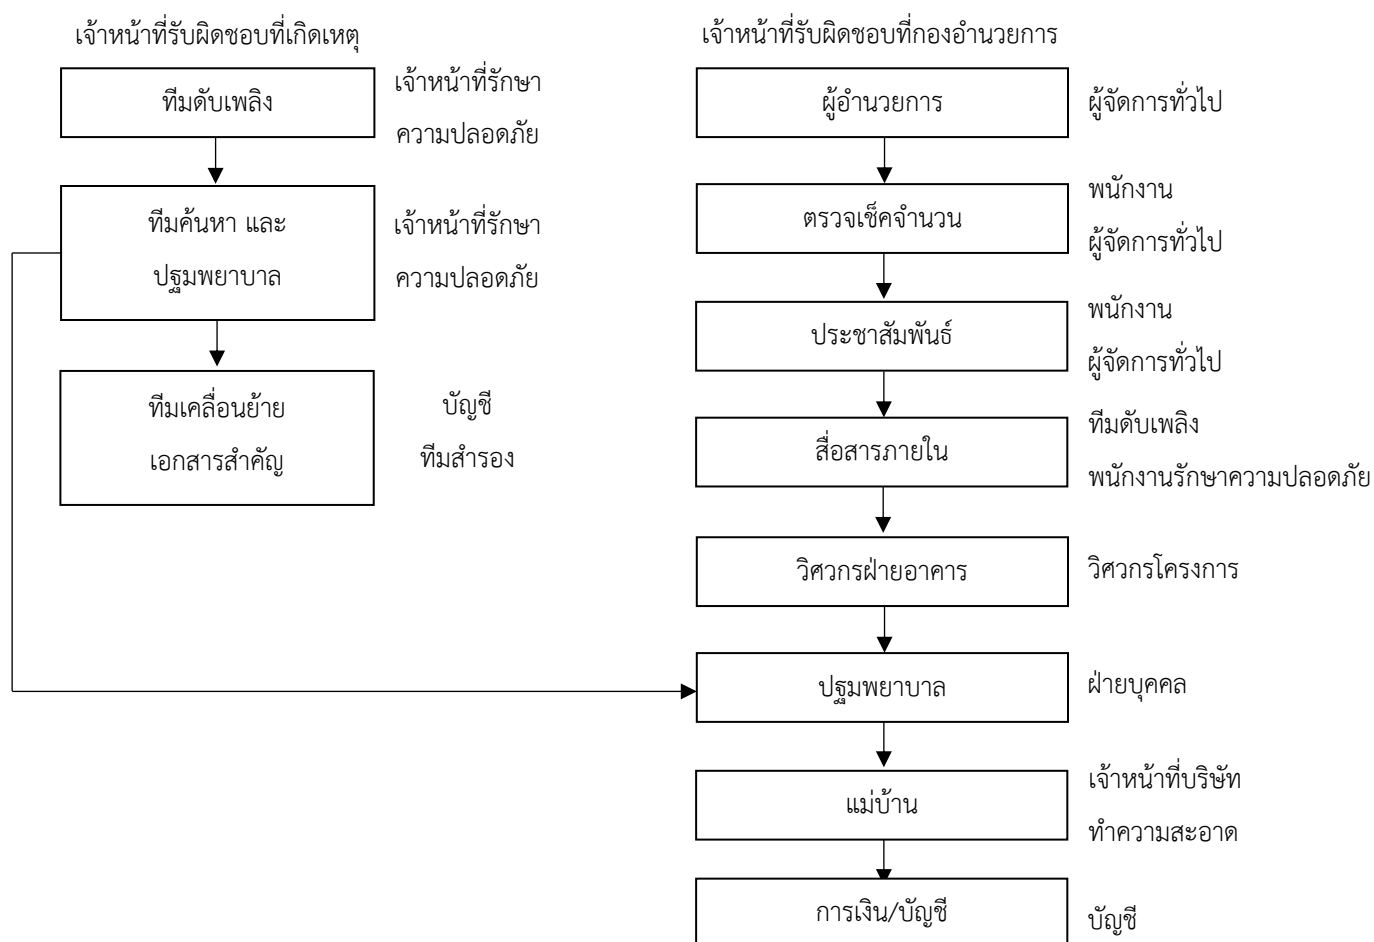 เจ้าหน้าที่รับผิดชอบที่เกิดเหตุ
ทีมดับเพลิง
เจ้าหน้าที่รักษา
ความปลอดภัย
ทีมค้นหา และ
ปฐมพยาบาล
เจ้าหน้าที่รักษา
ความปลอดภัย
ทีมเคลื่อนย้าย
เอกสารสำคัญ
บัญชี
ทีมสำรอง
เจ้าหน้าที่รับผิดชอบที่กองอำนวยการ
ผู้อำนวยการ
ผู้จัดการทั่วไป
ตรวจเช็คจำนวน
พนักงาน
ผู้จัดการทั่วไป
ประชาสัมพันธ์
พนักงาน
ผู้จัดการทั่วไป
สื่อสารภายใน
ทีมดับเพลิง
พนักงานรักษาความปลอดภัย
วิศวกรฝ่ายอาคาร
วิศวกรโครงการ
ปฐมพยาบาล
ฝ่ายบุคคล
แม่บ้าน
เจ้าหน้าที่บริษัท
ทำความสะอาด
การเงิน/บัญชี
บัญชี